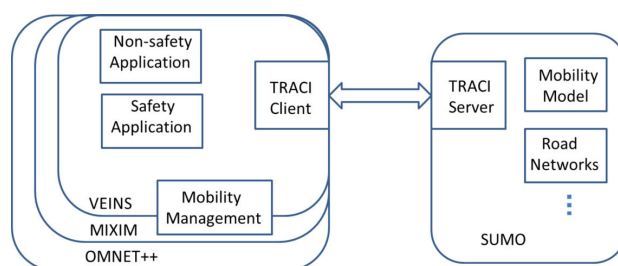 Non-safety
Application
Safety
Application
TRACI
Client
Mobility
Management
VEINS
MIXIM
OMNET++
TRACI
Server
Mobility
Model
Road
Networks
SUMO